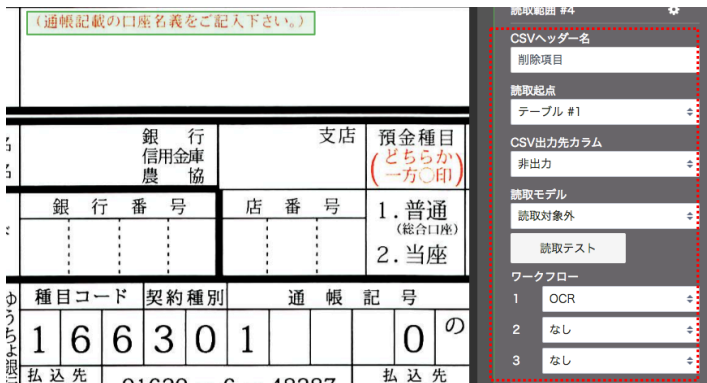 (通帳記載の口座名義をご記入下さい。)
銀 行
信用金庫
農 協
支店
預金種目
(どちらか
一方〇印)
銀 行 番 号
店 番 号
1.普通
(総合口座)
2.当座
種目コード
契約種別
通 帳 記 号
1 6 6 3 0 1 0 の
払込先
払込先
読取範囲 #4
CSVヘッダー名
削除項目
読取起点
テーブル #1
CSV出力先カラム
非出力
読取モデル
読取対象外
読取テスト
ワークフロー
1 OCR
2 なし
3 なし